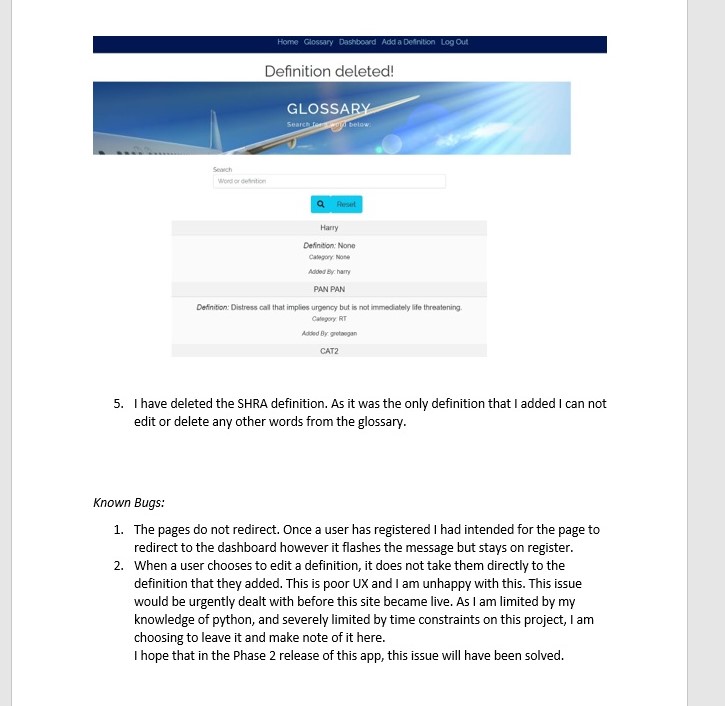 Home Glossary Dashboard Add a Definition Log Out
Definition deleted!
GLOSSARY
Search for a word below
Search
Word or definition
Reset
Harry
Definition: None
Category: None
Added By: harry
PAN PAN
Definition: Distress call that implies urgency but is not immediately life threatening.
Category: RT
Added By: gretaegan
CAT2
5. I have deleted the SHRA definition. As it was the only definition that I added I can not
edit or delete any other words from the glossary.
Known Bugs:
1. The pages do not redirect. Once a user has registered I had intended for the page to
redirect to the dashboard however it flashes the message but stays on register.
2. When a user chooses to edit a definition, it does not take them directly to the
definition that they added. This is poor UX and I am unhappy with this. This issue
would be urgently dealt with before this site became live. As I am limited by my
knowledge of python, and severely limited by time constraints on this project, I am
choosing to leave it and make note of it here.
I hope that in the Phase 2 release of this app, this issue will have been solved.